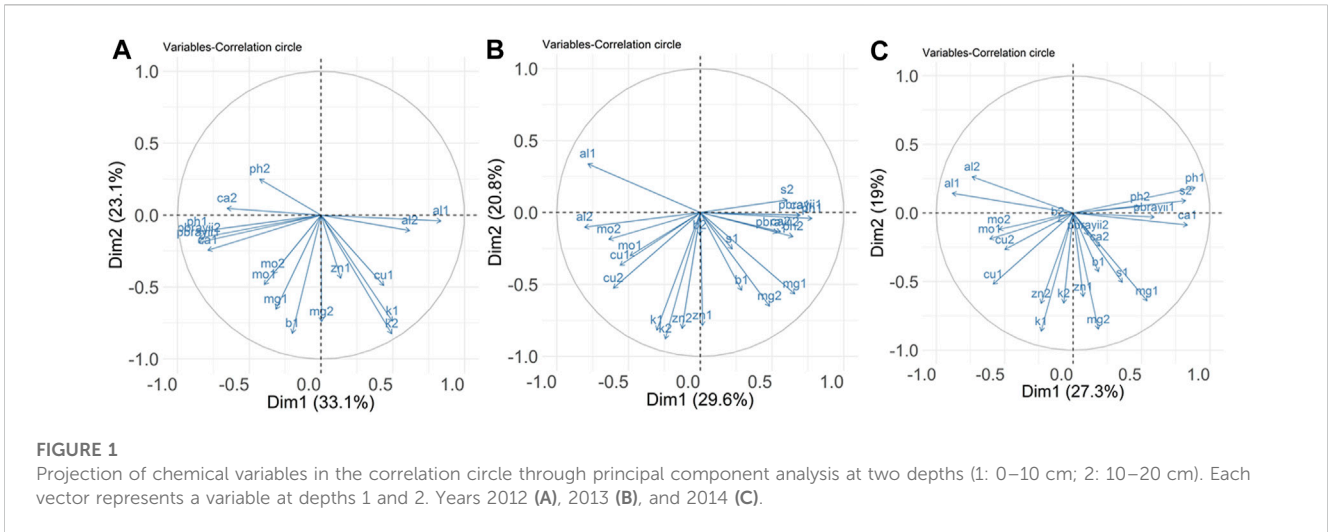 A
Variables-Correlation circle
1.0
0.5
0.0
-0.5
-1.0
Dim2 (23.1%)
ph2
ca2
al1
al2
ph1
pbrayii2
pbrayii1
ca1
mo2
mo1
zn1
cu1
mg1
mg2
k1
b1
k2
-1.0 -0.5 0.0 0.5 1.0
Dim1 (33.1%)
B
Variables-Correlation circle
1.0
0.5
0.0
-0.5
-1.0
Dim2 (20.8%)
al1
s2
pbrayii1
al2
mo2
ph2
mo1
s1
cu1
cu2
b1
mg1
mg2
k1
zn2
zn1
k2
-1.0 -0.5 0.0 0.5 1.0
Dim1 (29.6%)
C
Variables-Correlation circle
1.0
0.5
0.0
-0.5
-1.0
Dim2 (19%)
al2
al1
ph1
ph2
s2
b2
pbrayii1
ca1
mo2
mo1
pbrayii2
cu2
ca2
b1
cu1
s1
zn2
k2
zn1
mg1
k1
mg2
-1.0 -0.5 0.0 0.5 1.0
Dim1 (27.3%)
FIGURE 1
Projection of chemical variables in the correlation circle through principal component analysis at two depths (1: 0–10 cm; 2: 10–20 cm). Each
vector represents a variable at depths 1 and 2. Years 2012 (A), 2013 (B), and 2014 (C).